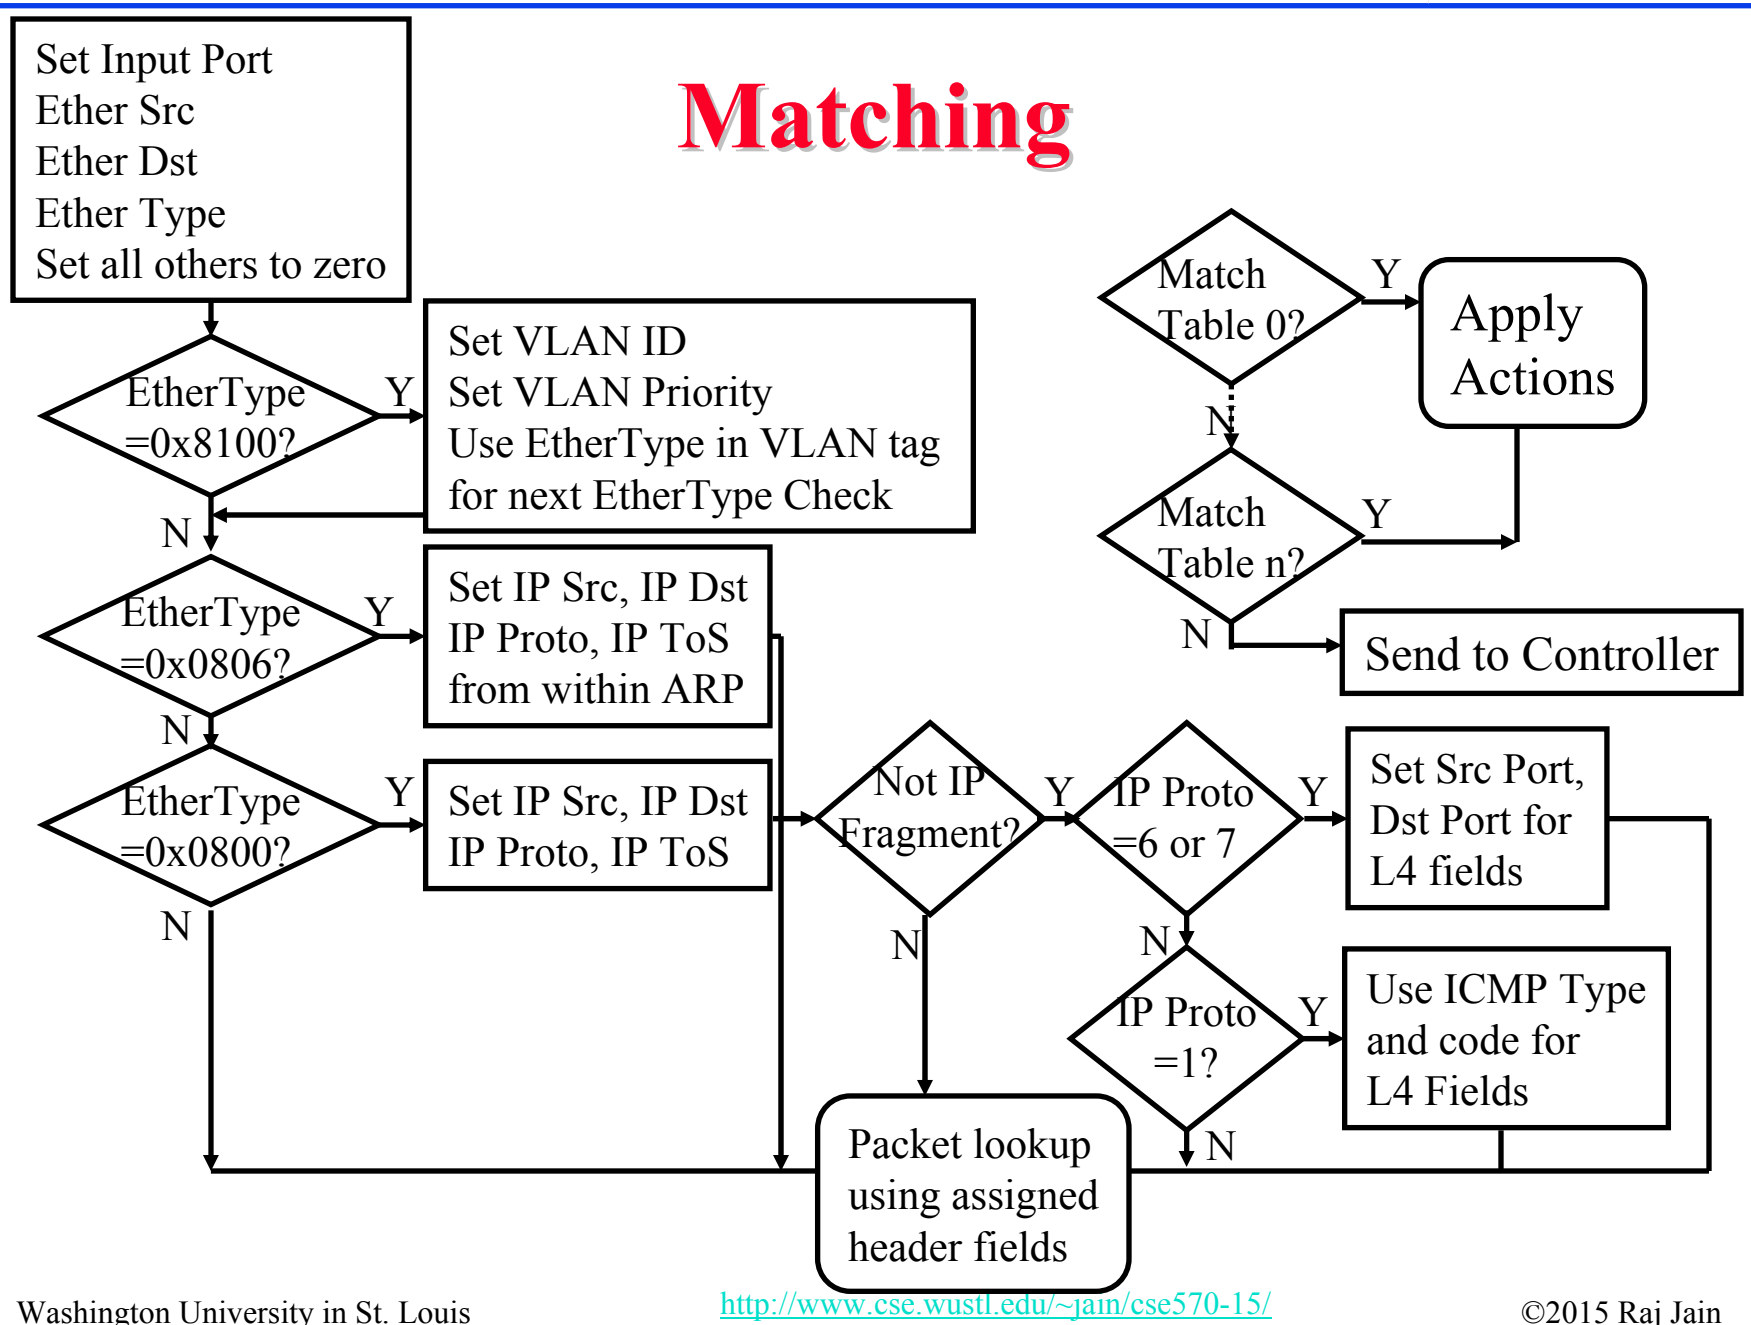 Matching
Set Input Port
Ether Src
Ether Dst
Ether Type
Set all others to zero
EtherType
=0x8100?
Y
N
Set VLAN ID
Set VLAN Priority
Use EtherType in VLAN tag
for next EtherType Check
EtherType
=0x0806?
Y
N
Set IP Src, IP Dst
IP Proto, IP ToS
from within ARP
EtherType
=0x0800?
Y
N
Set IP Src, IP Dst
IP Proto, IP ToS
Not IP
Fragment?
Y
N
IP Proto
=6 or 7
Y
N
Set Src Port,
Dst Port for
L4 fields
IP Proto
=1?
Y
N
Use ICMP Type
and code for
L4 Fields
Packet lookup
using assigned
header fields
Match
Table 0?
Y
N
Apply
Actions
Match
Table n?
Y
N
Send to Controller
Washington University in St. Louis
http://www.cse.wustl.edu/~jain/cse570-15/
©2015 Raj Jain